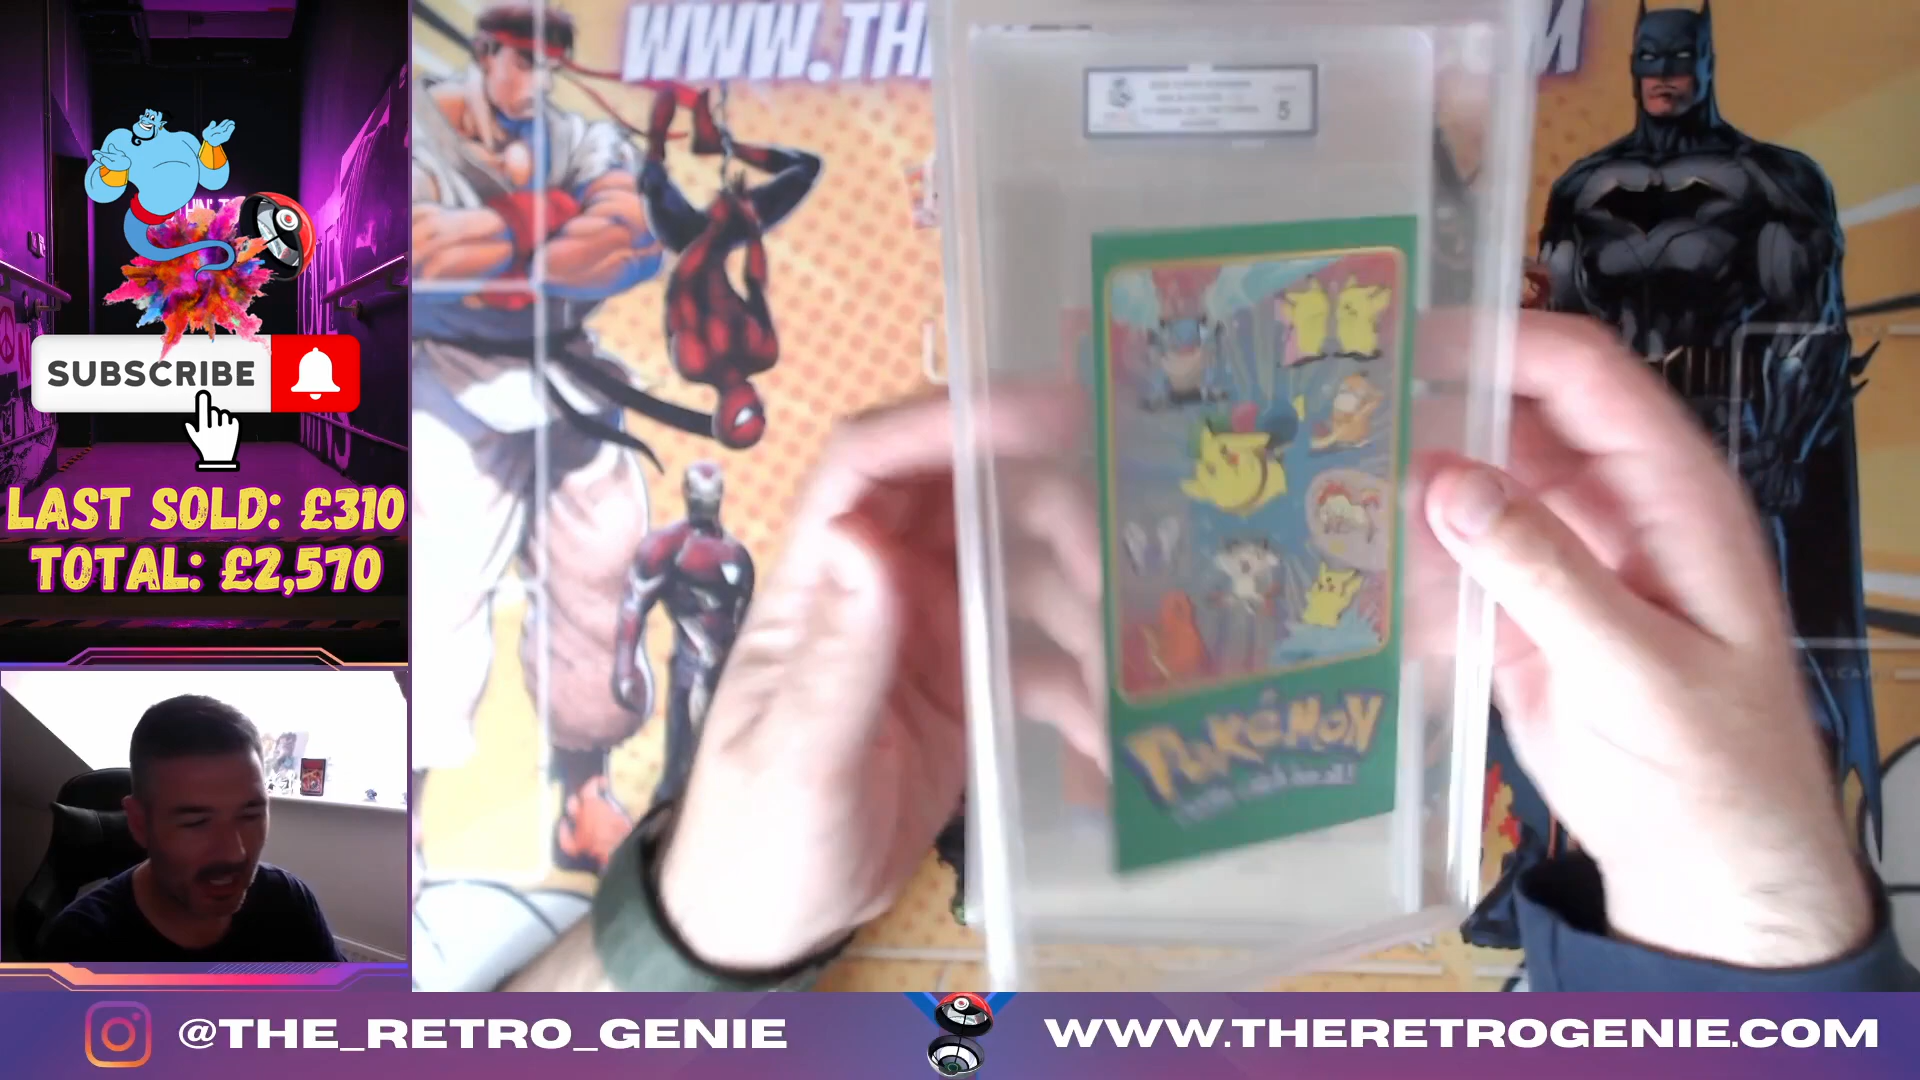 WWW.TH
M
5
SUBSCRIBE
LAST SOLD: £310
TOTAL: £2,570
POKéMON
@THE_RETRO_GENIE
WWW.THERETROGENIE.COM